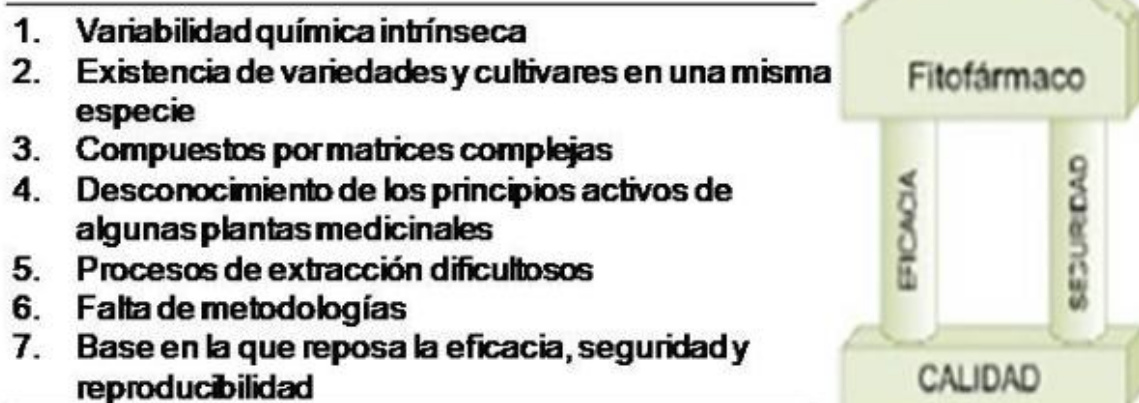 1. Variabilidad química intrínseca
2. Existencia de variedades y cultivares en una misma
especie
3. Compuestos por matrices complejas
4. Desconocimiento de los principios activos de
algunas plantas medicinales
5. Procesos de extracción dificultosos
6. Falta de metodologías
7. Base en la que reposa la eficacia, seguridad y
reproducibilidad
Fitofármaco
EFICACIA
SEGURIDAD
CALIDAD